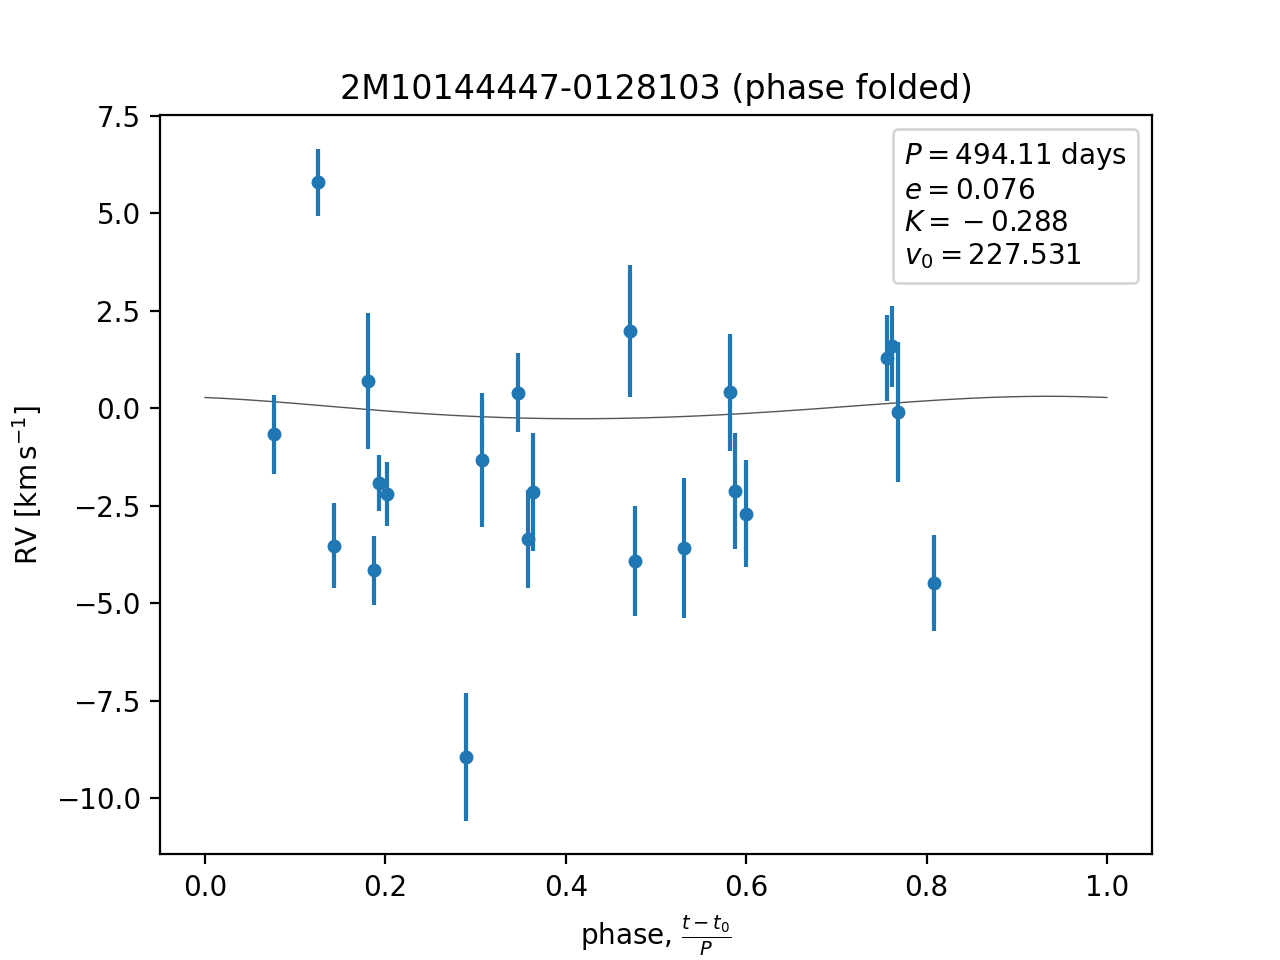 2M10144447-0128103 (phase folded)
P = 494.11 days
e = 0.076
K = −0.288
v₀ = 227.531
RV [km s⁻¹]
7.5
5.0
2.5
0.0
−2.5
−5.0
−7.5
−10.0
0.0 0.2 0.4 0.6 0.8 1.0
phase, (t − t₀)/P